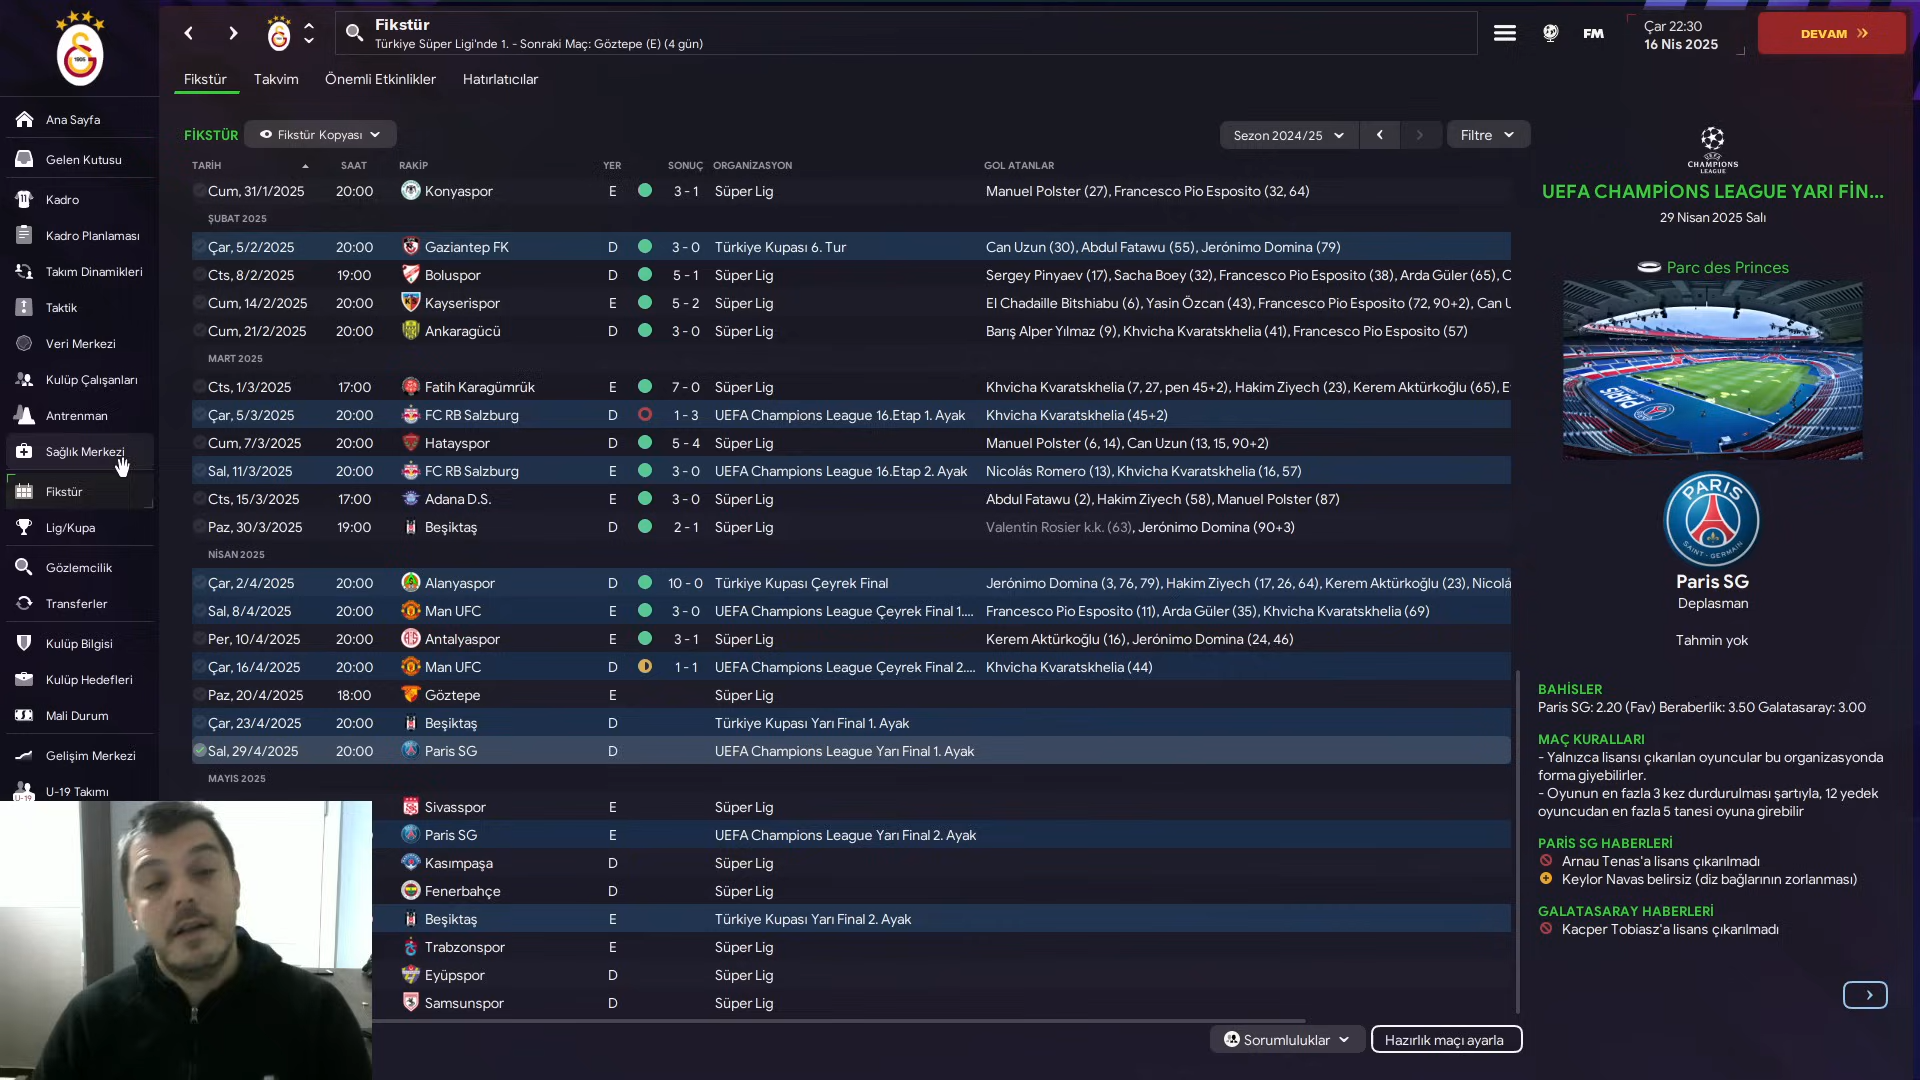 Fikstür
Türkiye Süper Ligi'nde 1. - Sonraki Maç: Göztepe (E) (4 gün)
FM
Çar 22:30
16 Nis 2025
DEVAM
Fikstür Takvim Önemli Etkinlikler Hatırlatıcılar
Ana Sayfa
Gelen Kutusu
Kadro
Kadro Planlaması
Takım Dinamikleri
Taktik
Veri Merkezi
Kulüp Çalışanları
Antrenman
Sağlık Merkezi
Fikstür
Lig/Kupa
Gözlemcilik
Transferler
Kulüp Bilgisi
Kulüp Hedefleri
Mali Durum
Gelişim Merkezi
U-19 Takımı
FİKSTÜR Fikstür Kopyası Sezon 2024/25 Filtre
TARİH SAAT RAKİP YER SONUÇ ORGANİZASYON GOL ATANLAR
Cum, 31/1/2025 20:00 Konyaspor E 3 - 1 Süper Lig Manuel Polster (27), Francesco Pio Esposito (32, 64)
ŞUBAT 2025
Çar, 5/2/2025 20:00 Gaziantep FK D 3 - 0 Türkiye Kupası 6. Tur Can Uzun (30), Abdul Fatawu (55), Jerónimo Domina (79)
Cts, 8/2/2025 19:00 Boluspor D 5 - 1 Süper Lig Sergey Pinyaev (17), Sacha Boey (32), Francesco Pio Esposito (38), Arda Güler (65), C
Cum, 14/2/2025 20:00 Kayserispor E 5 - 2 Süper Lig El Chadaille Bitshiabu (6), Yasin Özcan (43), Francesco Pio Esposito (72, 90+2), Can U
Cum, 21/2/2025 20:00 Ankaragücü D 3 - 0 Süper Lig Barış Alper Yılmaz (9), Khvicha Kvaratskhelia (41), Francesco Pio Esposito (57)
MART 2025
Cts, 1/3/2025 17:00 Fatih Karagümrük E 7 - 0 Süper Lig Khvicha Kvaratskhelia (7, 27, pen 45+2), Hakim Ziyech (23), Kerem Aktürkoğlu (65), E
Çar, 5/3/2025 20:00 FC RB Salzburg D 1 - 3 UEFA Champions League 16.Etap 1. Ayak Khvicha Kvaratskhelia (45+2)
Cum, 7/3/2025 20:00 Hatayspor D 5 - 4 Süper Lig Manuel Polster (6, 14), Can Uzun (13, 15, 90+2)
Sal, 11/3/2025 20:00 FC RB Salzburg E 3 - 0 UEFA Champions League 16.Etap 2. Ayak Nicolás Romero (13), Khvicha Kvaratskhelia (16, 57)
Cts, 15/3/2025 17:00 Adana D.S. E 3 - 0 Süper Lig Abdul Fatawu (2), Hakim Ziyech (58), Manuel Polster (87)
Paz, 30/3/2025 19:00 Beşiktaş D 2 - 1 Süper Lig Valentin Rosier k.k. (63), Jerónimo Domina (90+3)
NİSAN 2025
Çar, 2/4/2025 20:00 Alanyaspor D 10 - 0 Türkiye Kupası Çeyrek Final Jerónimo Domina (3, 76, 79), Hakim Ziyech (17, 26, 64), Kerem Aktürkoğlu (23), Nicolá
Sal, 8/4/2025 20:00 Man UFC E 3 - 0 UEFA Champions League Çeyrek Final 1.... Francesco Pio Esposito (11), Arda Güler (35), Khvicha Kvaratskhelia (69)
Per, 10/4/2025 20:00 Antalyaspor E 3 - 1 Süper Lig Kerem Aktürkoğlu (16), Jerónimo Domina (24, 46)
Çar, 16/4/2025 20:00 Man UFC D 1 - 1 UEFA Champions League Çeyrek Final 2.... Khvicha Kvaratskhelia (44)
Paz, 20/4/2025 18:00 Göztepe E Süper Lig
Çar, 23/4/2025 20:00 Beşiktaş D Türkiye Kupası Yarı Final 1. Ayak
Sal, 29/4/2025 20:00 Paris SG D UEFA Champions League Yarı Final 1. Ayak
MAYIS 2025
Sivasspor E Süper Lig
Paris SG E UEFA Champions League Yarı Final 2. Ayak
Kasımpaşa D Süper Lig
Fenerbahçe D Süper Lig
Beşiktaş E Türkiye Kupası Yarı Final 2. Ayak
Trabzonspor E Süper Lig
Eyüpspor D Süper Lig
Samsunspor D Süper Lig
Sorumluluklar Hazırlık maçı ayarla
CHAMPIONS
LEAGUE
UEFA CHAMPİONS LEAGUE YARI FİN...
29 Nisan 2025 Salı
Parc des Princes
PARIS
SAINT-GERMAIN
Paris SG
Deplasman
Tahmin yok
BAHİSLER
Paris SG: 2.20 (Fav) Beraberlik: 3.50 Galatasaray: 3.00
MAÇ KURALLARI
- Yalnızca lisansı çıkarılan oyuncular bu organizasyonda
forma giyebilirler.
- Oyunun en fazla 3 kez durdurulması şartıyla, 12 yedek
oyuncudan en fazla 5 tanesi oyuna girebilir
PARİS SG HABERLERİ
Arnau Tenas'a lisans çıkarılmadı
Keylor Navas belirsiz (diz bağlarının zorlanması)
GALATASARAY HABERLERİ
Kacper Tobiasz'a lisans çıkarılmadı